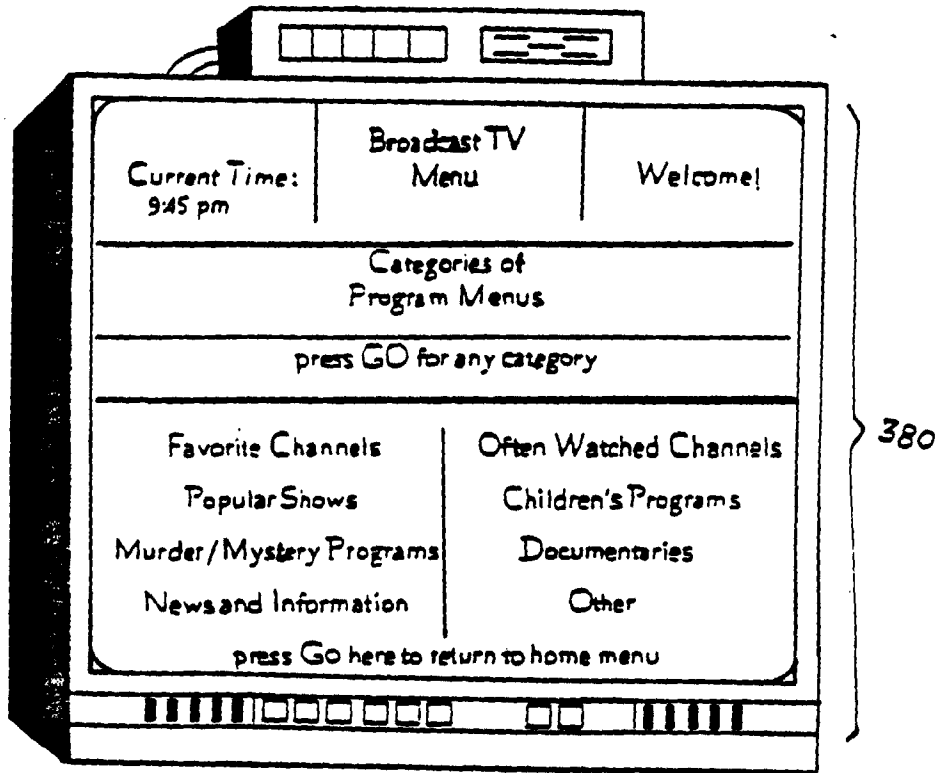 Broadcast TV
Menu
Current Time:
9:45 pm
Welcome!
Categories of
Program Menus
press GO for any category
Favorite Channels
Often Watched Channels
Popular Shows
Children's Programs
Murder/Mystery Programs
Documentaries
News and Information
Other
press Go here to return to home menu
380